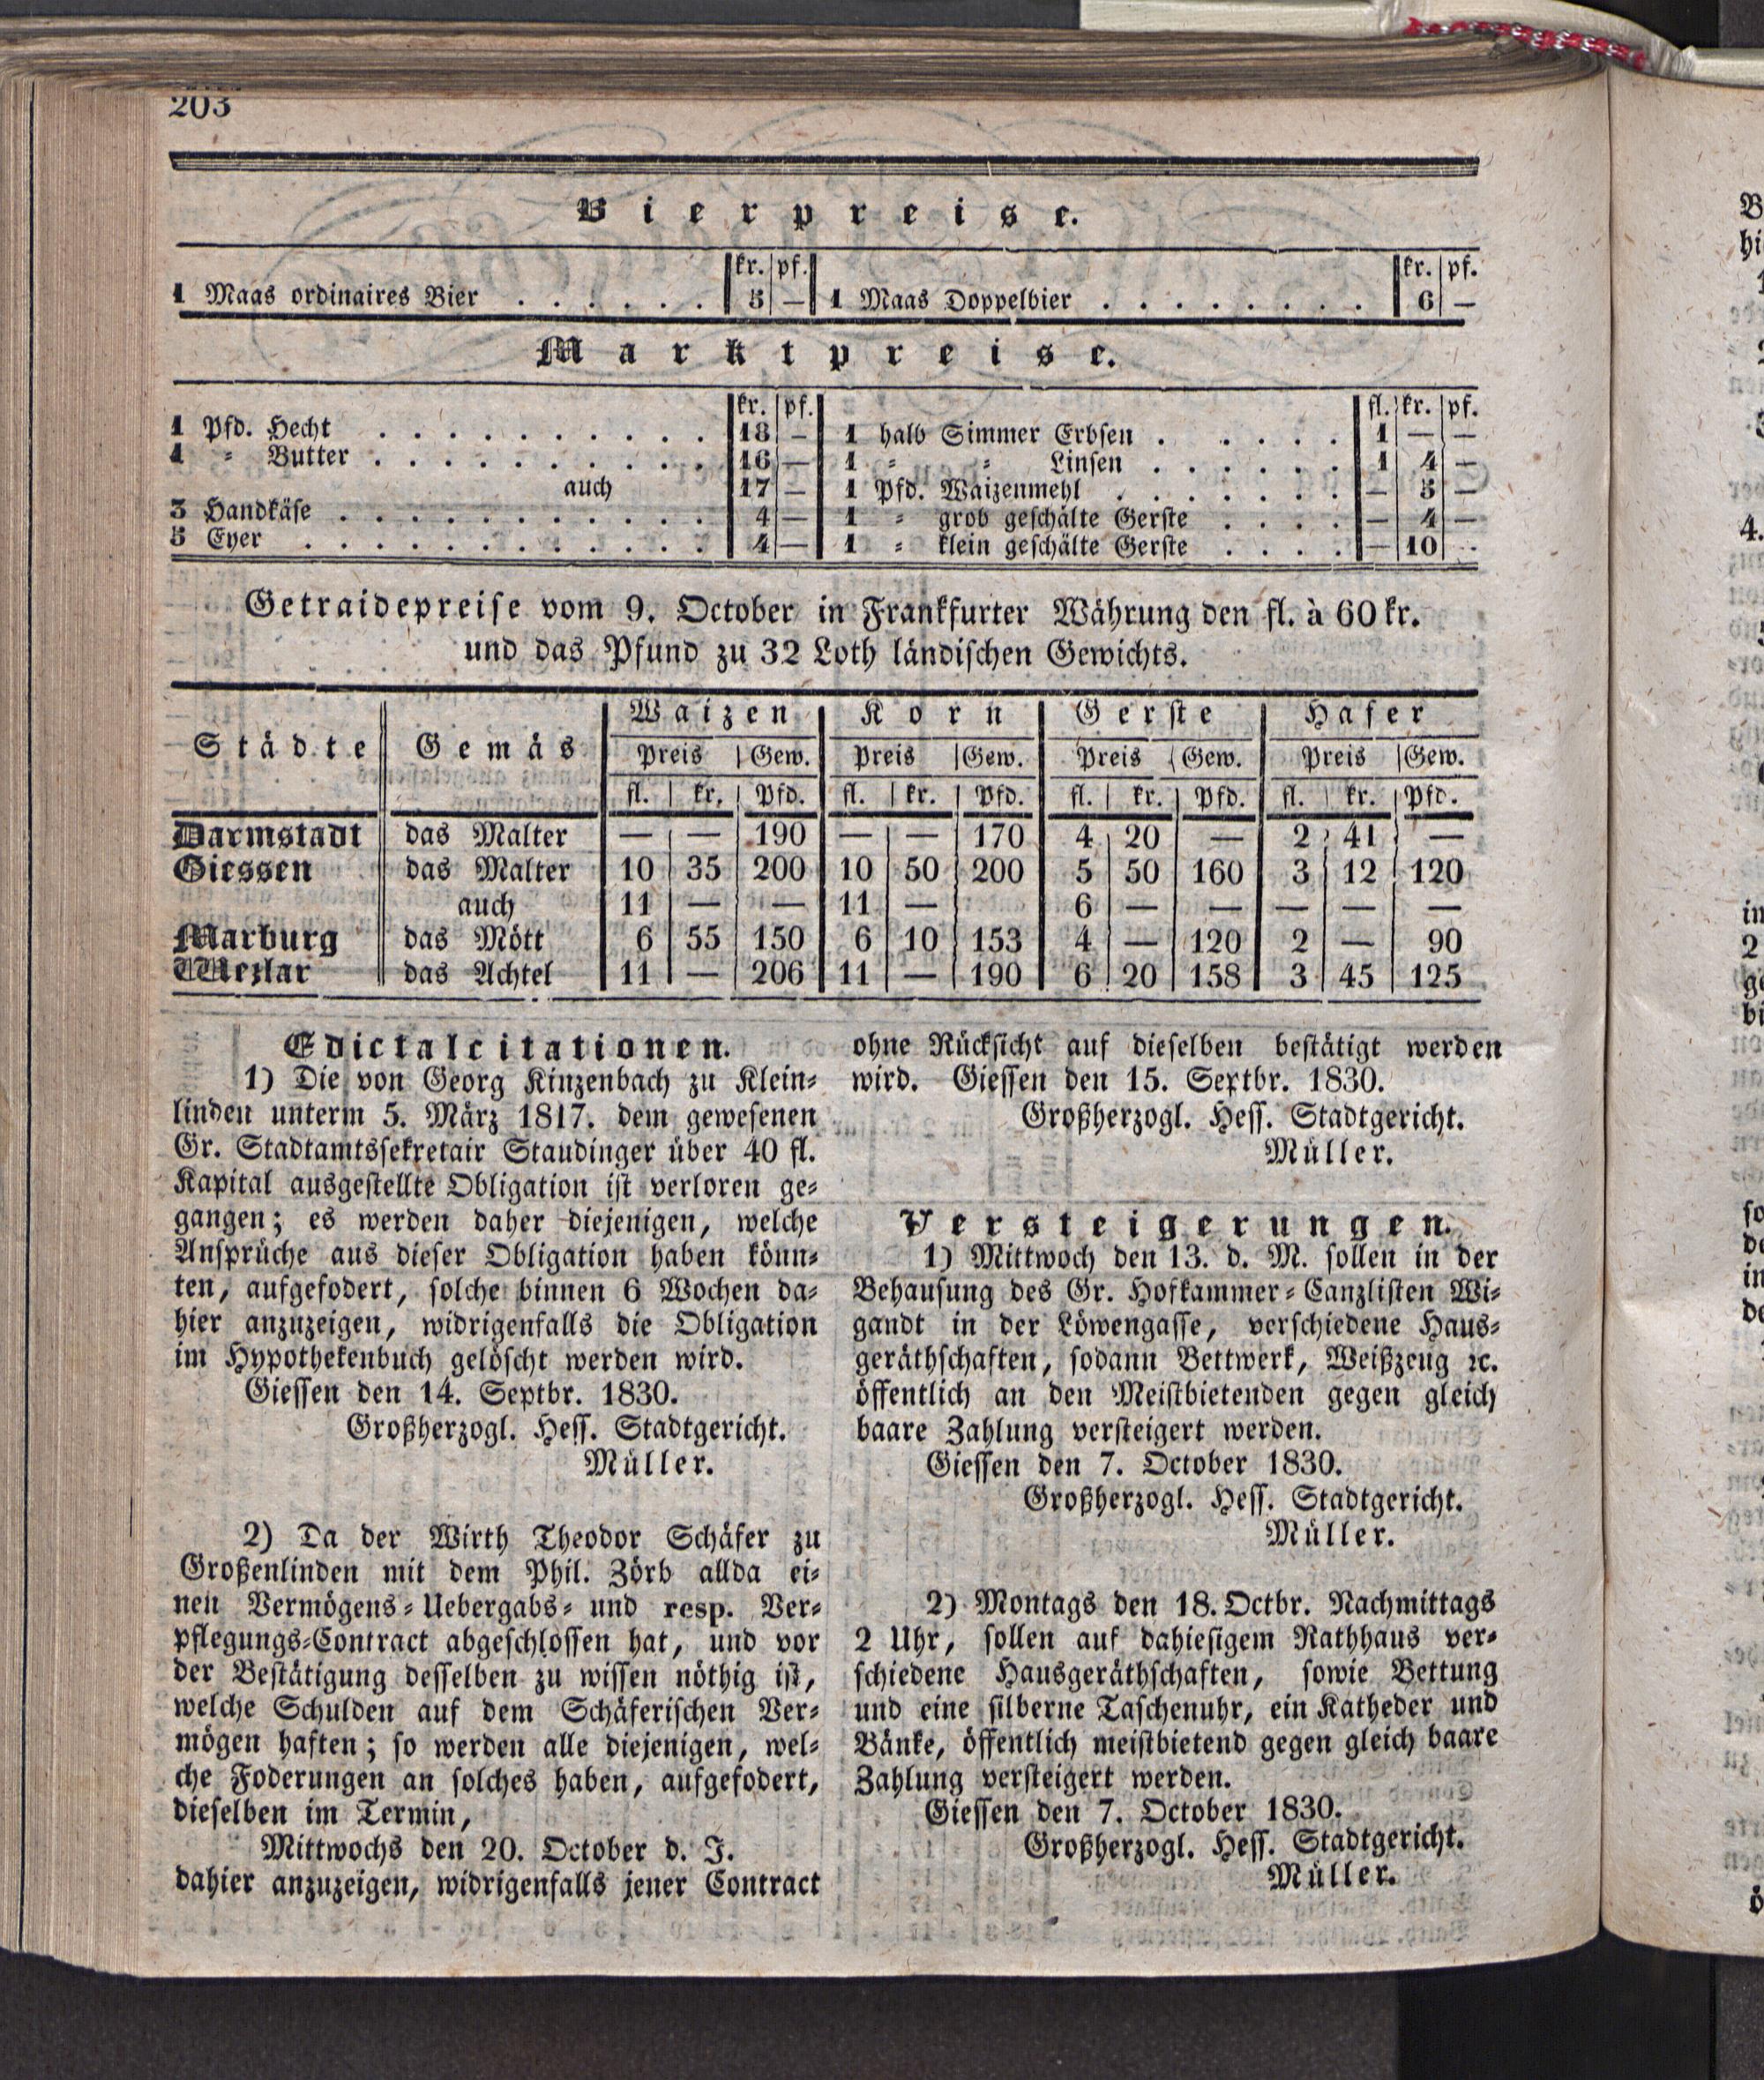 203
Bierpreise.
kr. pf. kr. pf.
1 Maas ordinaires Bier . . . . . . 5 — 1 Maas Doppelbier . . . . . . . . 6 —
Marktpreise.
kr. pf. fl. kr. pf.
1 Pfd. Hecht . . . . . . . . . . 18 — 1 halb Simmer Erbsen . . . . . 1 — —
1 = Butter . . . . . . . . . . 16 — 1 = = Linsen . . . . . . 1 4 —
auch 17 — 1 Pfd. Waizenmehl . . . . . . . — 5 —
3 Handkäse . . . . . . . . . . . 4 — 1 = grob geschälte Gerste . . . . — 4 —
5 Eyer . . . . . . . . . . . . 4 — 1 = klein geschälte Gerste . . . . — 10 —
Getraidepreise vom 9. October in Frankfurter Währung den fl. à 60 kr.
und das Pfund zu 32 Loth ländischen Gewichts.
Städte Gemäs Waizen Korn Gerste Hafer
Preis Gew. Preis Gew. Preis Gew. Preis Gew.
fl. kr. Pfd. fl. kr. Pfd. fl. kr. Pfd. fl. kr. Pfd.
Darmstadt das Malter — — 190 — — 170 4 20 — 2 41 —
Giessen das Malter 10 35 200 10 50 200 5 50 160 3 12 120
auch 11 — — 11 — 6 — — — — —
Marburg das Mött 6 55 150 6 10 153 4 — 120 2 — 90
Wezlar das Achtel 11 — 206 11 — 190 6 20 158 3 45 125
Edictalcitationen.
1) Die von Georg Kinzenbach zu Klein=
linden unterm 5. März 1817. dem gewesenen
Gr. Stadtamtssekretair Staudinger über 40 fl.
Kapital ausgestellte Obligation ist verloren ge=
gangen; es werden daher diejenigen, welche
Ansprüche aus dieser Obligation haben könn=
ten, aufgefodert, solche binnen 6 Wochen da=
hier anzuzeigen, widrigenfalls die Obligation
im Hypothekenbuch gelöscht werden wird.
Giessen den 14. Septbr. 1830.
Großherzogl. Hess. Stadtgericht.
Müller.
2) Da der Wirth Theodor Schäfer zu
Großenlinden mit dem Phil. Zörb allda ei=
nen Vermögens=Uebergabs= und resp. Ver=
pflegungs=Contract abgeschlossen hat, und vor
der Bestätigung desselben zu wissen nöthig ist,
welche Schulden auf dem Schäferischen Ver=
mögen haften; so werden alle diejenigen, wel=
che Foderungen an solches haben, aufgefodert,
dieselben im Termin,
Mittwochs den 20. October d. J.
dahier anzuzeigen, widrigenfalls jener Contract
ohne Rücksicht auf dieselben bestätigt werden
wird. Giessen den 15. Septbr. 1830.
Großherzogl. Hess. Stadtgericht.
Müller.
Versteigerungen.
1) Mittwoch den 13. d. M. sollen in der
Behausung des Gr. Hofkammer=Canzlisten Wi=
gandt in der Löwengasse, verschiedene Haus=
geräthschaften, sodann Bettwerk, Weißzeug ꝛc.
öffentlich an den Meistbietenden gegen gleich
baare Zahlung versteigert werden.
Giessen den 7. October 1830.
Großherzogl. Hess. Stadtgericht.
Müller.
2) Montags den 18. Octbr. Nachmittags
2 Uhr, sollen auf dahiesigem Rathhaus ver=
schiedene Hausgeräthschaften, sowie Bettung
und eine silberne Taschenuhr, ein Katheder und
Bänke, öffentlich meistbietend gegen gleich baare
Zahlung versteigert werden.
Giessen den 7. October 1830.
Großherzogl. Hess. Stadtgericht.
Müller.